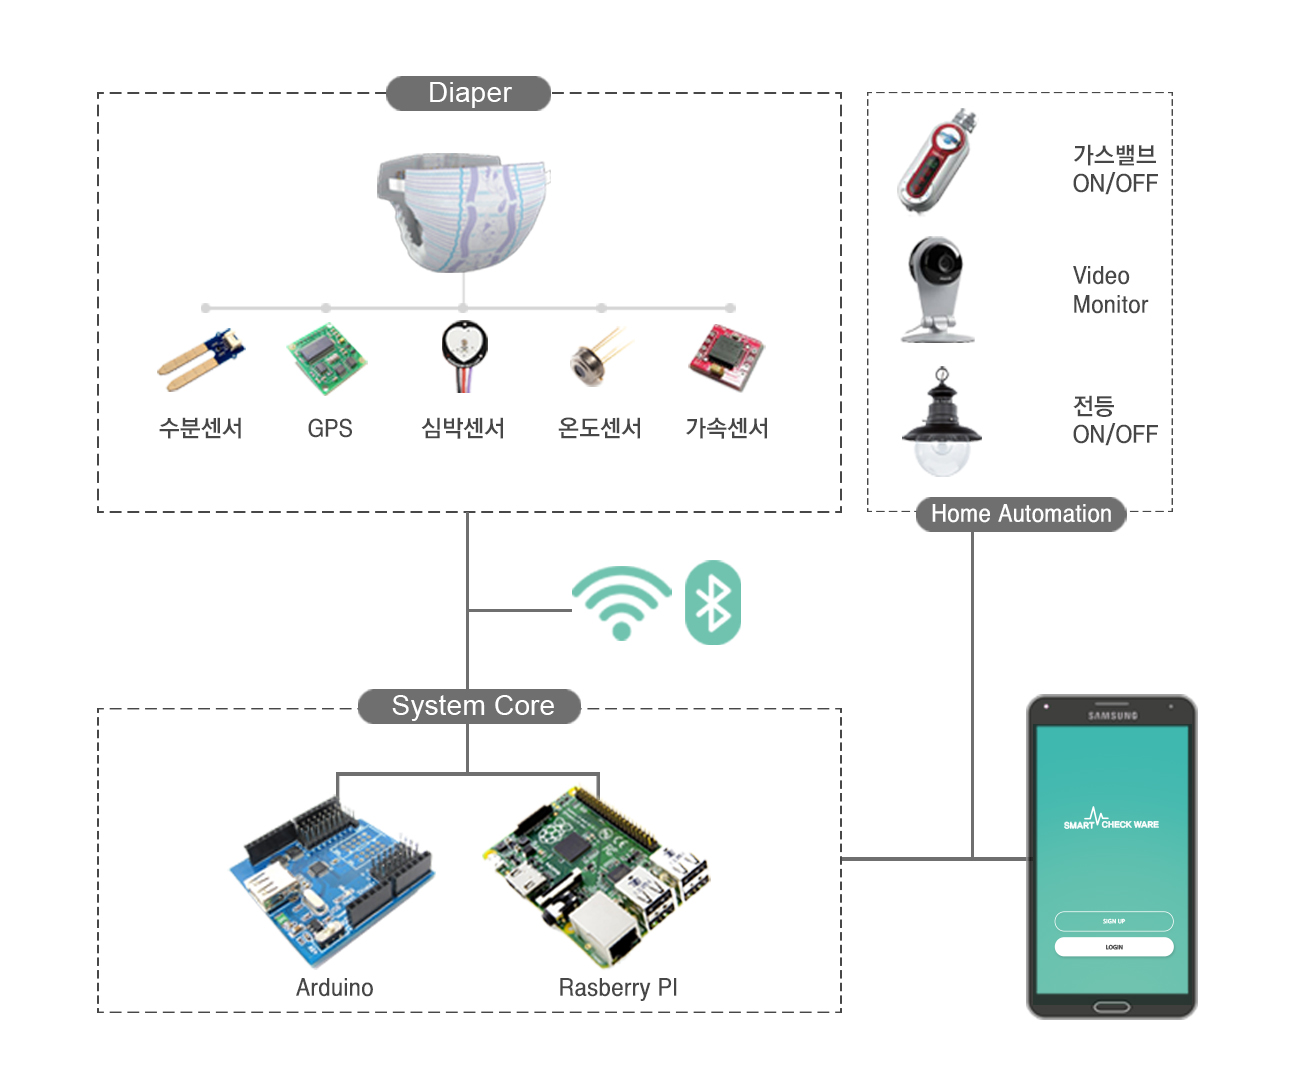 Diaper
수분센서
GPS
심박센서
온도센서
가속센서
가스밸브
ON/OFF
Video
Monitor
전등
ON/OFF
Home Automation
System Core
Arduino
Rasberry PI
SAMSUNG
SMART CHECK WARE
SIGN UP
LOGIN